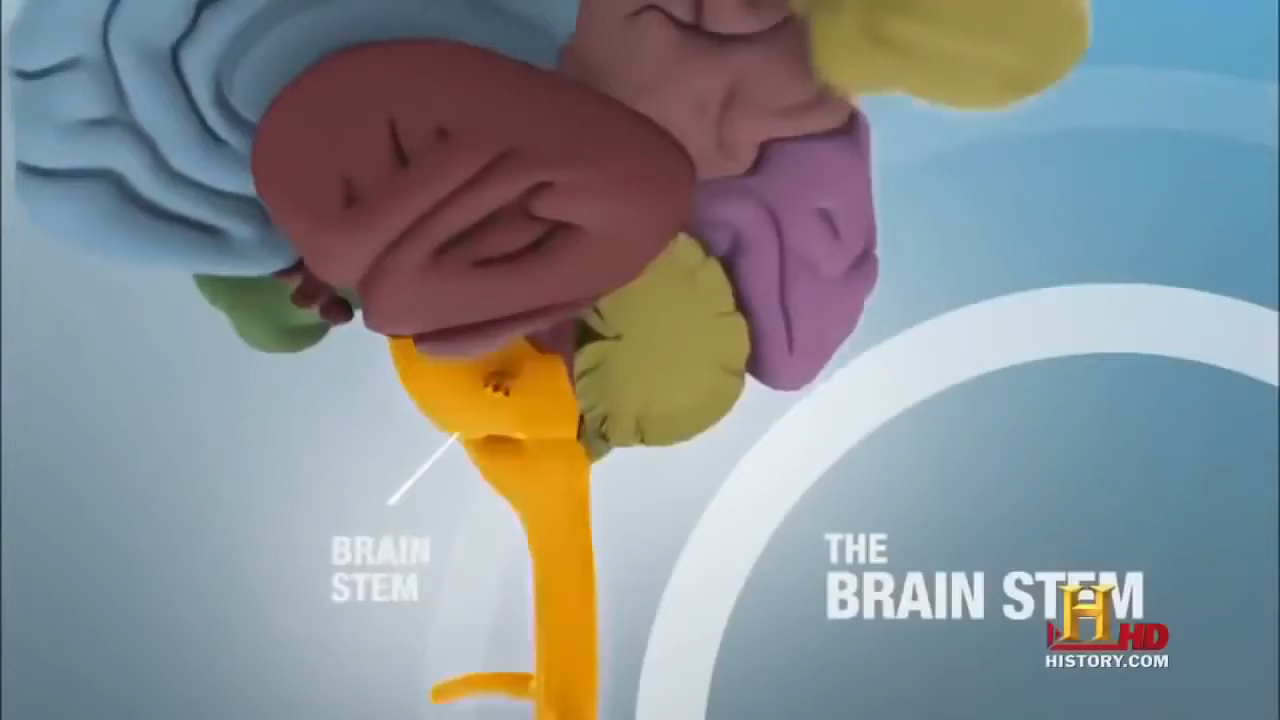 BRAIN
STEM
THE
BRAIN STEM
H HD
HISTORY.COM